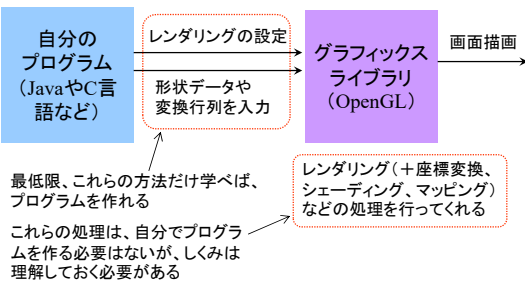 自分の
プログラム
（JavaやC言
語など）
レンダリングの設定
形状データや
変換行列を入力
グラフィックス
ライブラリ
（OpenGL）
画面描画
最低限、これらの方法だけ学べば、
プログラムを作れる
レンダリング（＋座標変換、
シェーディング、マッピング）
などの処理を行ってくれる
これらの処理は、自分でプログラ
ムを作る必要はないが、しくみは
理解しておく必要がある